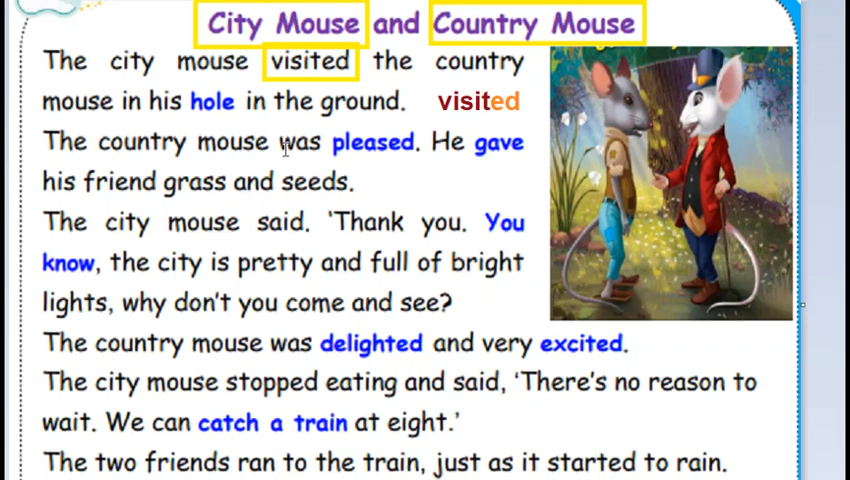 City Mouse and Country Mouse
The city mouse visited the country
mouse in his hole in the ground. visited
The country mouse was pleased. He gave
his friend grass and seeds.
The city mouse said. 'Thank you. You
know, the city is pretty and full of bright
lights, why don't you come and see?
The country mouse was delighted and very excited.
The city mouse stopped eating and said, 'There's no reason to
wait. We can catch a train at eight.'
The two friends ran to the train, just as it started to rain.